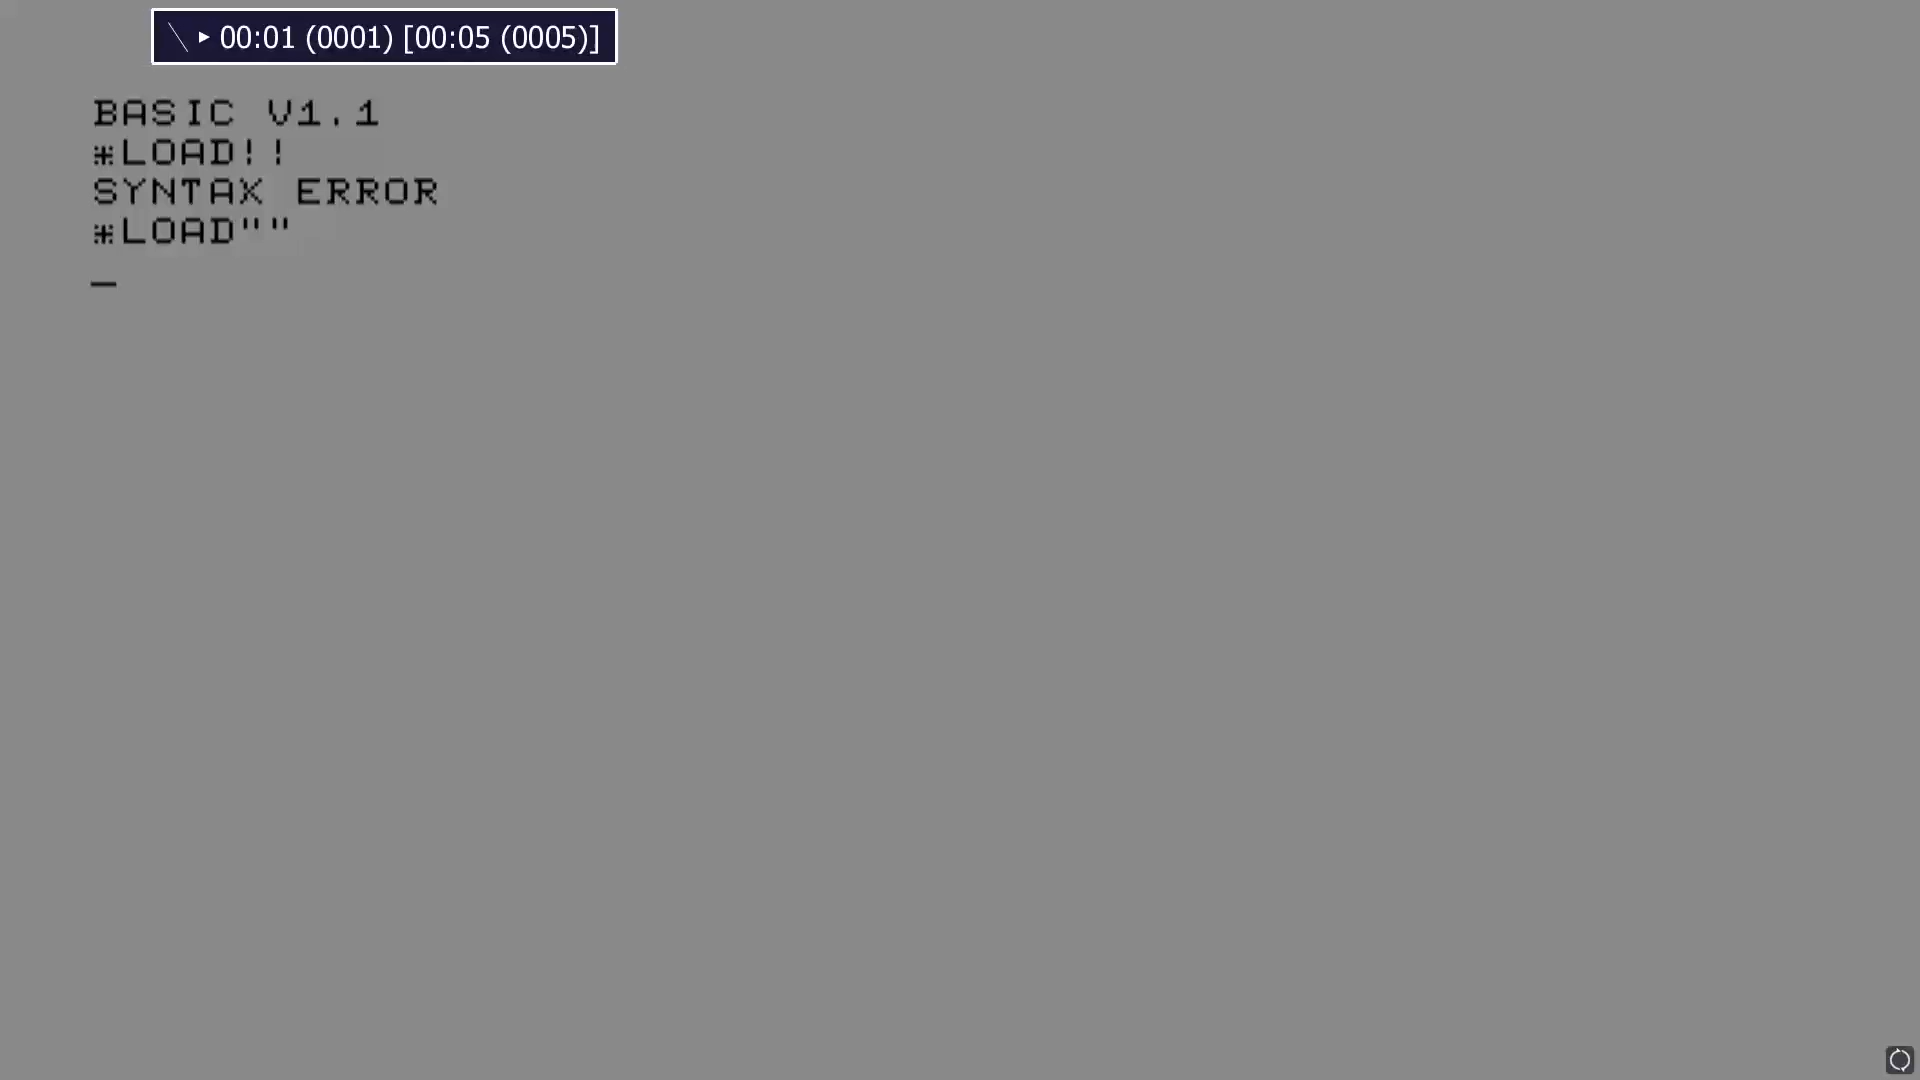 00:01 (0001) [00:05 (0005)]
BASIC V1.1
*LOAD!!
SYNTAX ERROR
*LOAD""
_